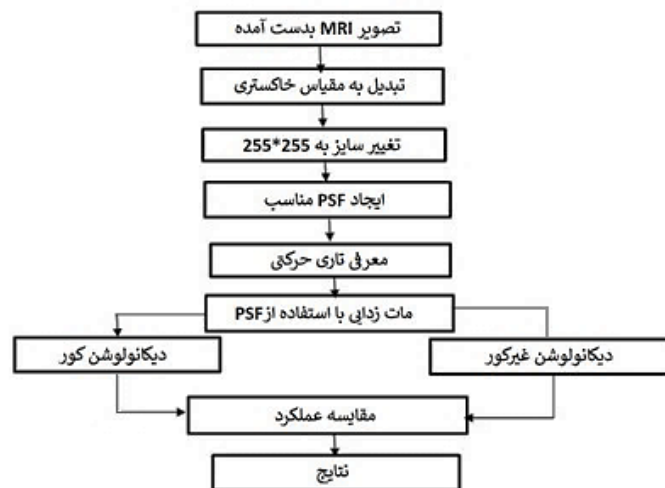 تصویر MRI بدست آمده
تبدیل به مقیاس خاکستری
تغییر سایز به 255*255
ایجاد PSF مناسب
معرفی تاری حرکتی
مات زدایی با استفاده از PSF
دیکانولوشن غیرکور
دیکانولوشن کور
مقایسه عملکرد
نتایج